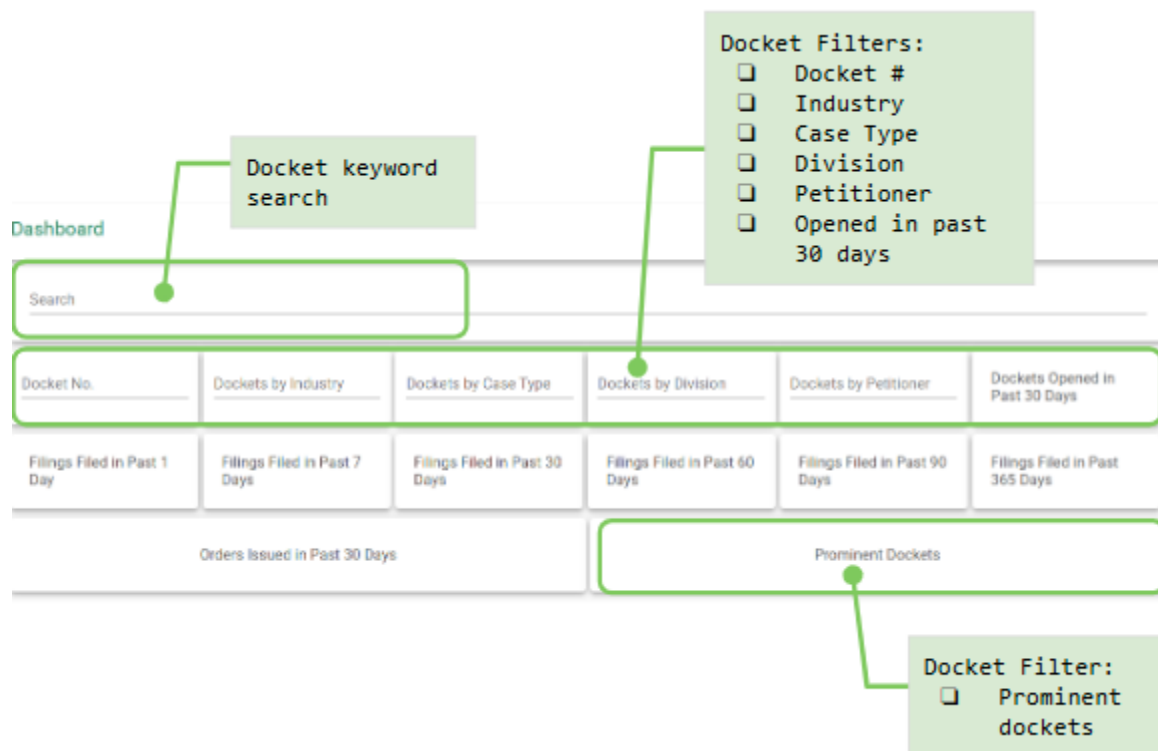 Docket Filters:
❏ Docket #
❏ Industry
❏ Case Type
❏ Division
❏ Petitioner
❏ Opened in past
30 days
Docket keyword
search
Dashboard
Search
Docket No.
Dockets by Industry
Dockets by Case Type
Dockets by Division
Dockets by Petitioner
Dockets Opened in
Past 30 Days
Filings Filed in Past 1
Day
Filings Filed in Past 7
Days
Filings Filed in Past 30
Days
Filings Filed in Past 60
Days
Filings Filed in Past 90
Days
Filings Filed in Past
365 Days
Orders Issued in Past 30 Days
Prominent Dockets
Docket Filter:
❏ Prominent
dockets